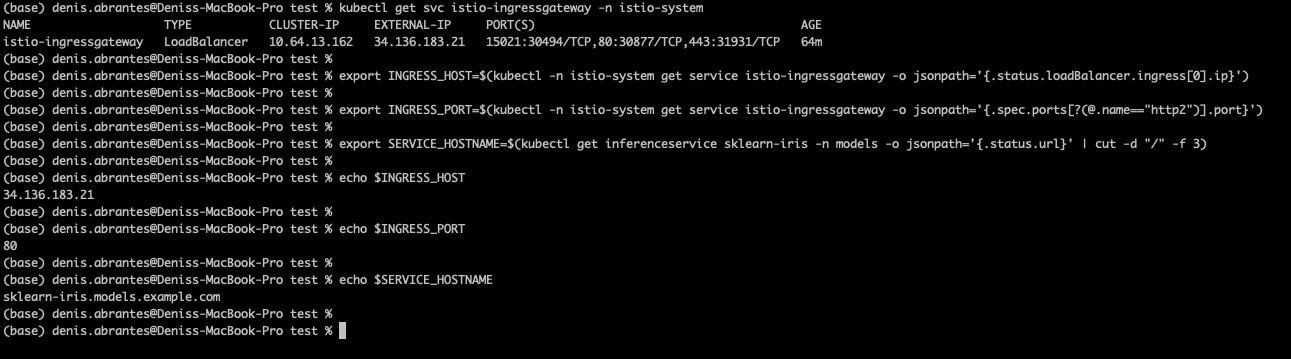 (base) denis.abrantes@Deniss-MacBook-Pro test % kubectl get svc istio-ingressgateway -n istio-system
NAME                   TYPE           CLUSTER-IP     EXTERNAL-IP     PORT(S)                                      AGE
istio-ingressgateway   LoadBalancer   10.64.13.162   34.136.183.21   15021:30494/TCP,80:30877/TCP,443:31931/TCP   64m
(base) denis.abrantes@Deniss-MacBook-Pro test %
(base) denis.abrantes@Deniss-MacBook-Pro test % export INGRESS_HOST=$(kubectl -n istio-system get service istio-ingressgateway -o jsonpath='{.status.loadBalancer.ingress[0].ip}')
(base) denis.abrantes@Deniss-MacBook-Pro test %
(base) denis.abrantes@Deniss-MacBook-Pro test % export INGRESS_PORT=$(kubectl -n istio-system get service istio-ingressgateway -o jsonpath='{.spec.ports[?(@.name=="http2")].port}')
(base) denis.abrantes@Deniss-MacBook-Pro test %
(base) denis.abrantes@Deniss-MacBook-Pro test % export SERVICE_HOSTNAME=$(kubectl get inferenceservice sklearn-iris -n models -o jsonpath='{.status.url}' | cut -d "/" -f 3)
(base) denis.abrantes@Deniss-MacBook-Pro test %
(base) denis.abrantes@Deniss-MacBook-Pro test % echo $INGRESS_HOST
34.136.183.21
(base) denis.abrantes@Deniss-MacBook-Pro test %
(base) denis.abrantes@Deniss-MacBook-Pro test % echo $INGRESS_PORT
80
(base) denis.abrantes@Deniss-MacBook-Pro test %
(base) denis.abrantes@Deniss-MacBook-Pro test % echo $SERVICE_HOSTNAME
sklearn-iris.models.example.com
(base) denis.abrantes@Deniss-MacBook-Pro test %
(base) denis.abrantes@Deniss-MacBook-Pro test %